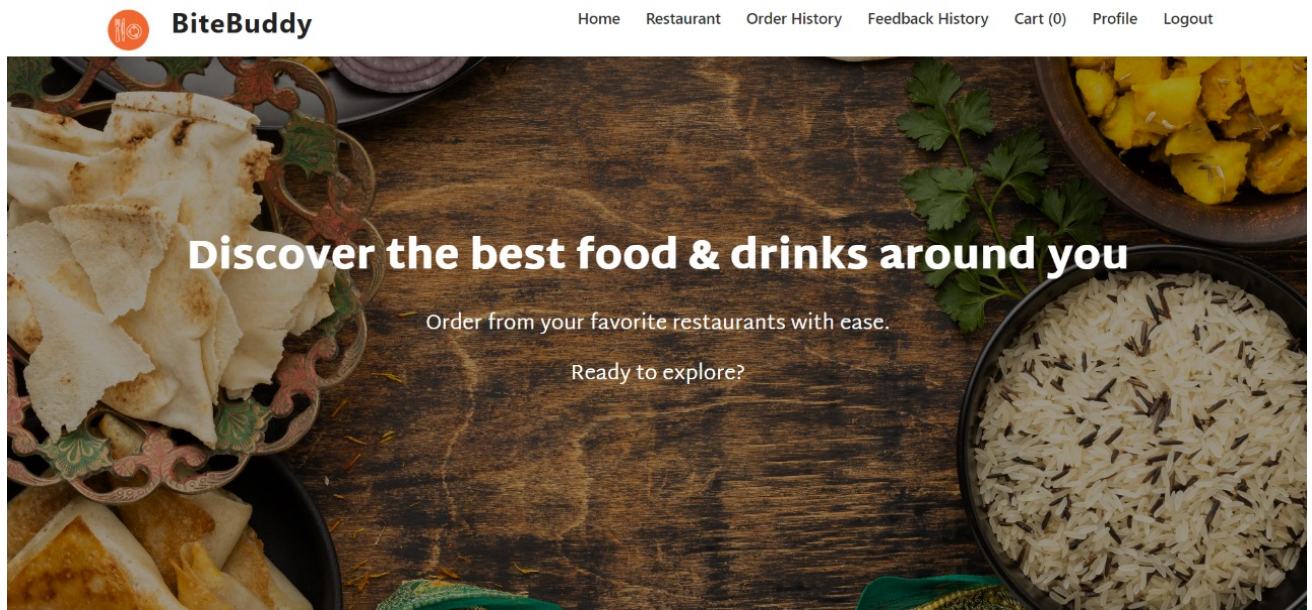 BiteBuddy
Home Restaurant Order History Feedback History Cart (0) Profile Logout
Discover the best food & drinks around you
Order from your favorite restaurants with ease.
Ready to explore?